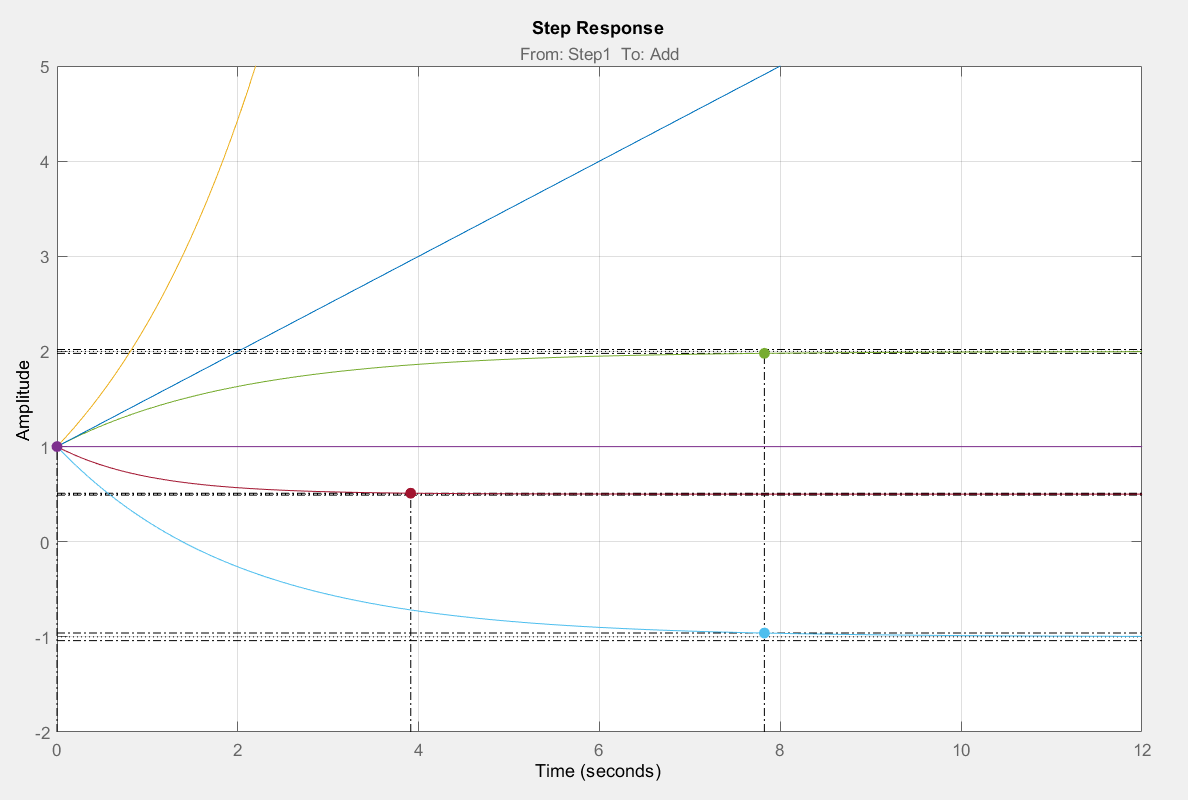 Step Response
From: Step1  To: Add
5
4
3
2
1
0
-1
-2
Amplitude
0 2 4 6 8 10 12
Time (seconds)